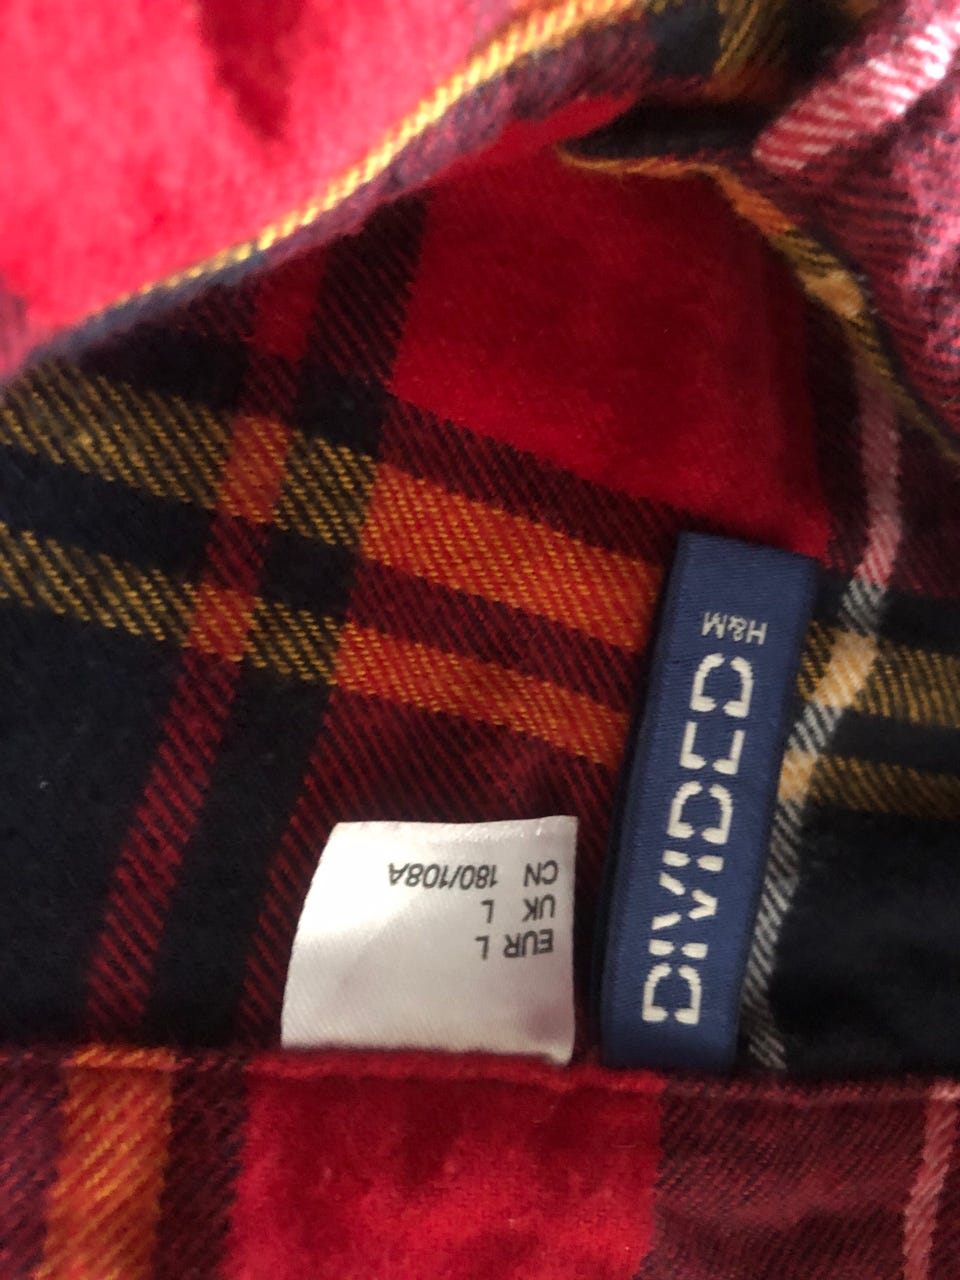 H&M
DIVIDED
EUR L
UK L
CN 180/108A